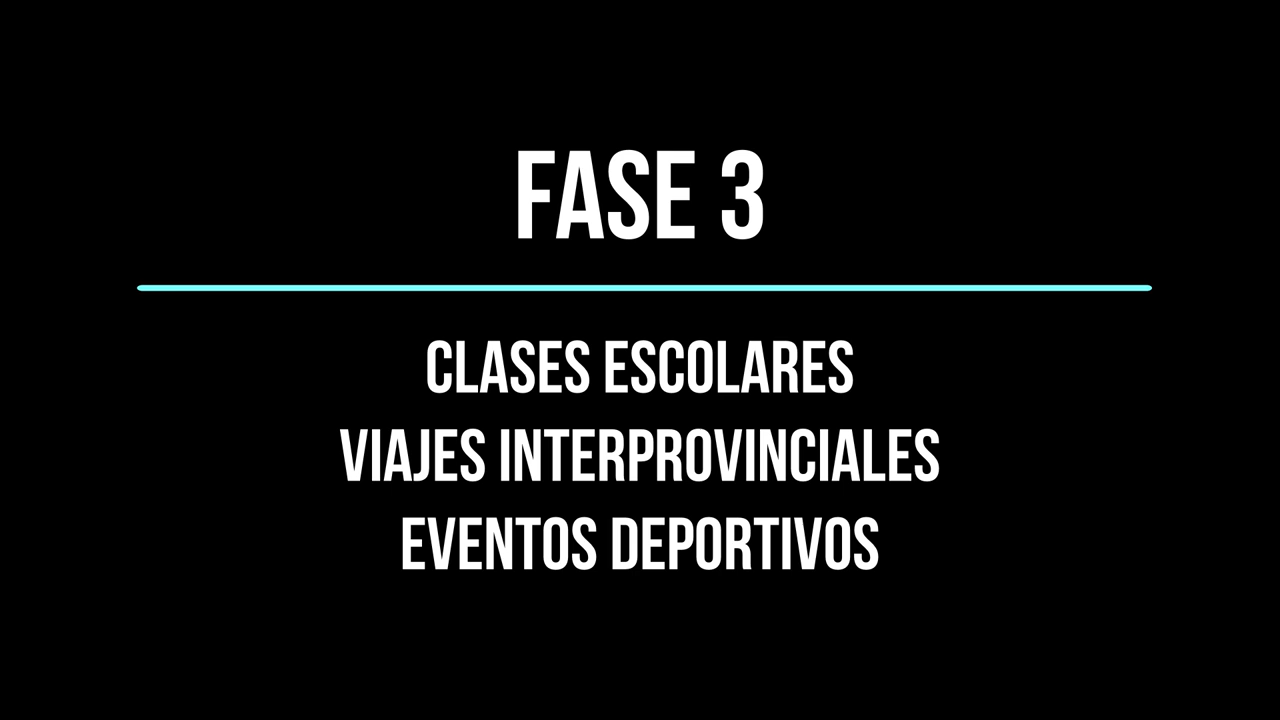 FASE 3
CLASES ESCOLARES
VIAJES INTERPROVINCIALES
EVENTOS DEPORTIVOS